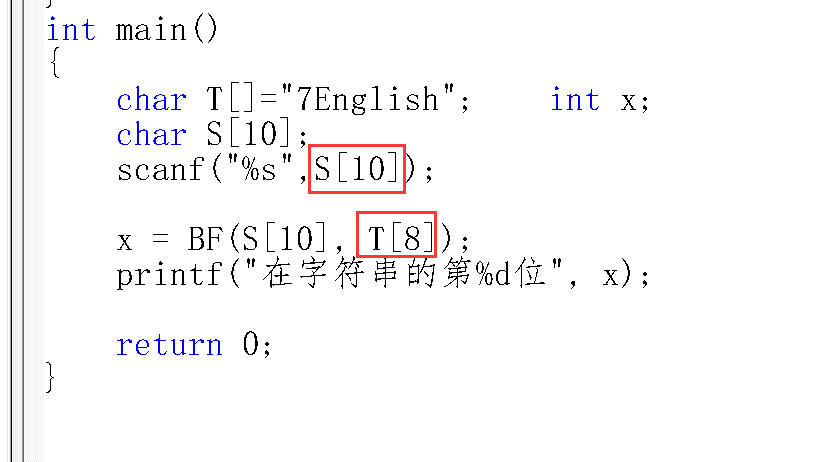 }
int main()
{
char T[]="7English"; int x;
char S[10];
scanf("%s",S[10]);
x = BF(S[10], T[8]);
printf("在字符串的第%d位", x);
return 0;
}